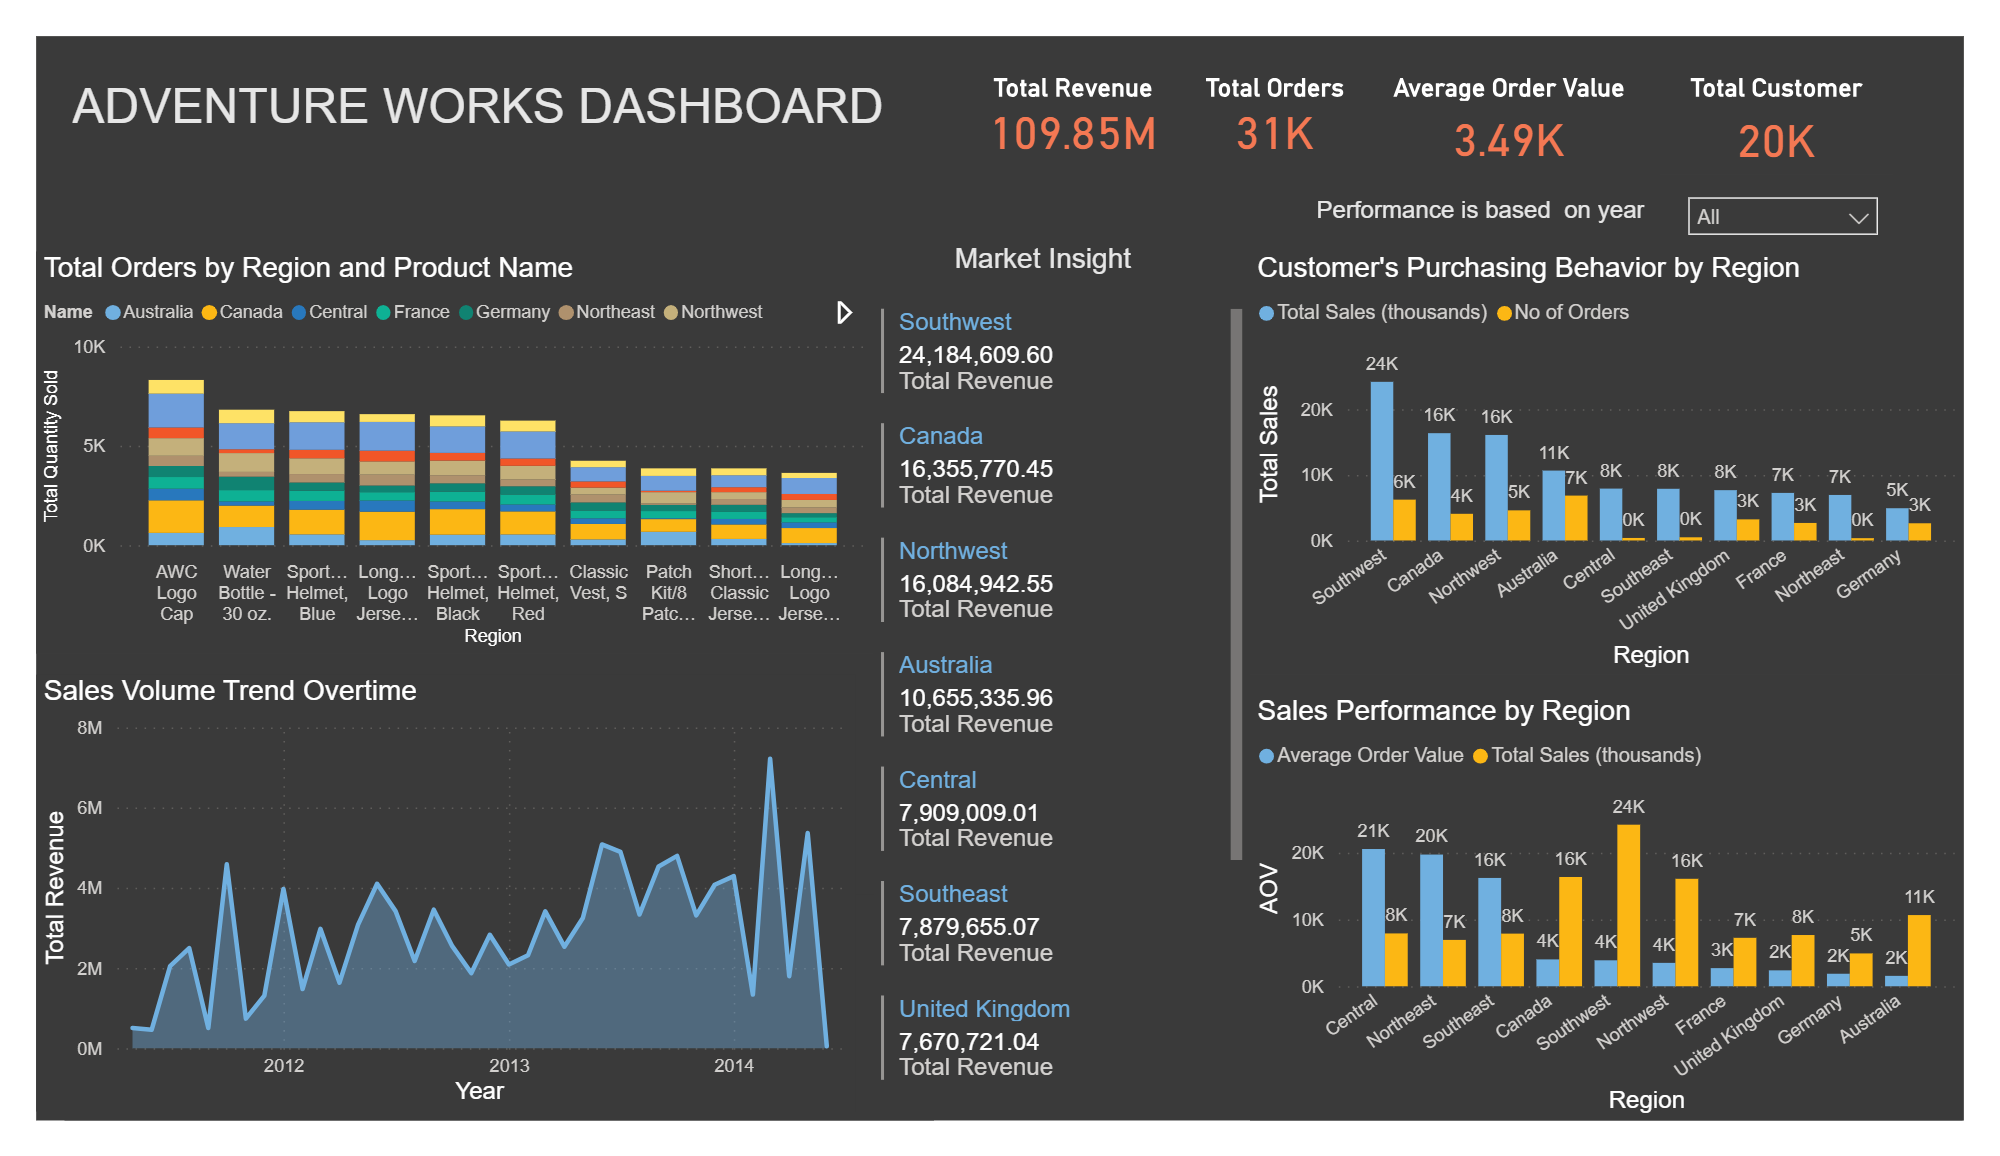 ADVENTURE WORKS DASHBOARD
Total Revenue
109.85M
Total Orders
31K
Average Order Value
3.49K
Total Customer
20K
Performance is based on year
All
Total Orders by Region and Product Name
Name Australia Canada Central France Germany Northeast Northwest
Total Quantity Sold
10K
5K
0K
AWC Logo Cap
Water Bottle - 30 oz.
Sport... Helmet, Blue
Long... Logo Jerse...
Sport... Helmet, Black
Sport... Helmet, Red
Classic Vest, S
Patch Kit/8 Patc...
Short... Classic Jerse...
Long... Logo Jerse...
Region
Sales Volume Trend Overtime
Total Revenue
8M
6M
4M
2M
0M
2012 2013 2014
Year
Market Insight
Southwest
24,184,609.60
Total Revenue
Canada
16,355,770.45
Total Revenue
Northwest
16,084,942.55
Total Revenue
Australia
10,655,335.96
Total Revenue
Central
7,909,009.01
Total Revenue
Southeast
7,879,655.07
Total Revenue
United Kingdom
7,670,721.04
Total Revenue
Customer's Purchasing Behavior by Region
Total Sales (thousands) No of Orders
Total Sales
20K
10K
0K
24K 6K 16K 4K 16K 5K 11K 7K 8K 0K 8K 0K 8K 3K 7K 3K 7K 0K 5K 3K
Southwest Canada Northwest Australia Central Southeast United Kingdom France Northeast Germany
Region
Sales Performance by Region
Average Order Value Total Sales (thousands)
AOV
20K
10K
0K
21K 8K 20K 7K 16K 8K 4K 16K 4K 24K 4K 16K 3K 7K 2K 8K 2K 5K 2K 11K
Central Northeast Southeast Canada Southwest Northwest France United Kingdom Germany Australia
Region